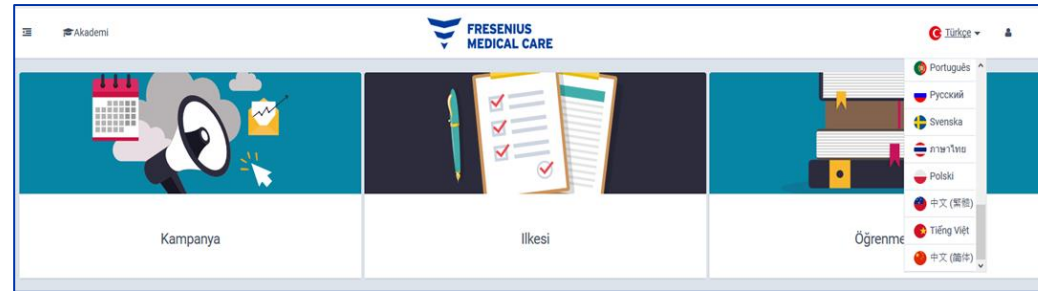 Akademi
FRESENIUS
MEDICAL CARE
Türkçe
Português
Русский
Svenska
ภาษาไทย
Polski
中文 (繁體)
Tiếng Việt
中文 (简体)
Kampanya
Ilkesi
Öğrenme